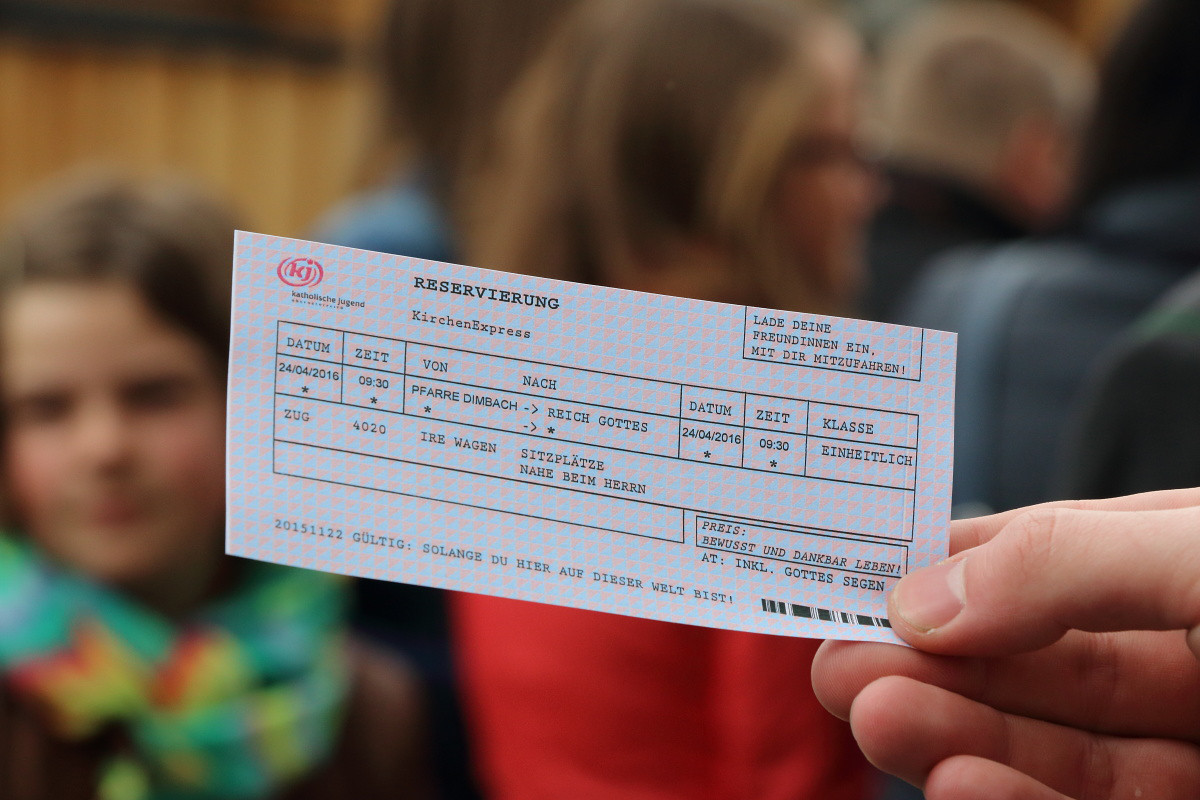 kj
katholische jugend
RESERVIERUNG
KirchenExpress
LADE DEINE
FREUNDINNEN EIN,
MIT DIR MITZUFAHREN!
DATUM ZEIT VON NACH DATUM ZEIT KLASSE
24/04/2016 09:30 PFARRE DIMBACH -> REICH GOTTES 24/04/2016 09:30 EINHEITLICH
* * * -> * * *
ZUG 4020 IRE WAGEN SITZPLÄTZE
NAHE BEIM HERRN
PREIS:
BEWUSST UND DANKBAR LEBEN!
AT: INKL. GOTTES SEGEN
20151122 GÜLTIG: SOLANGE DU HIER AUF DIESER WELT BIST!